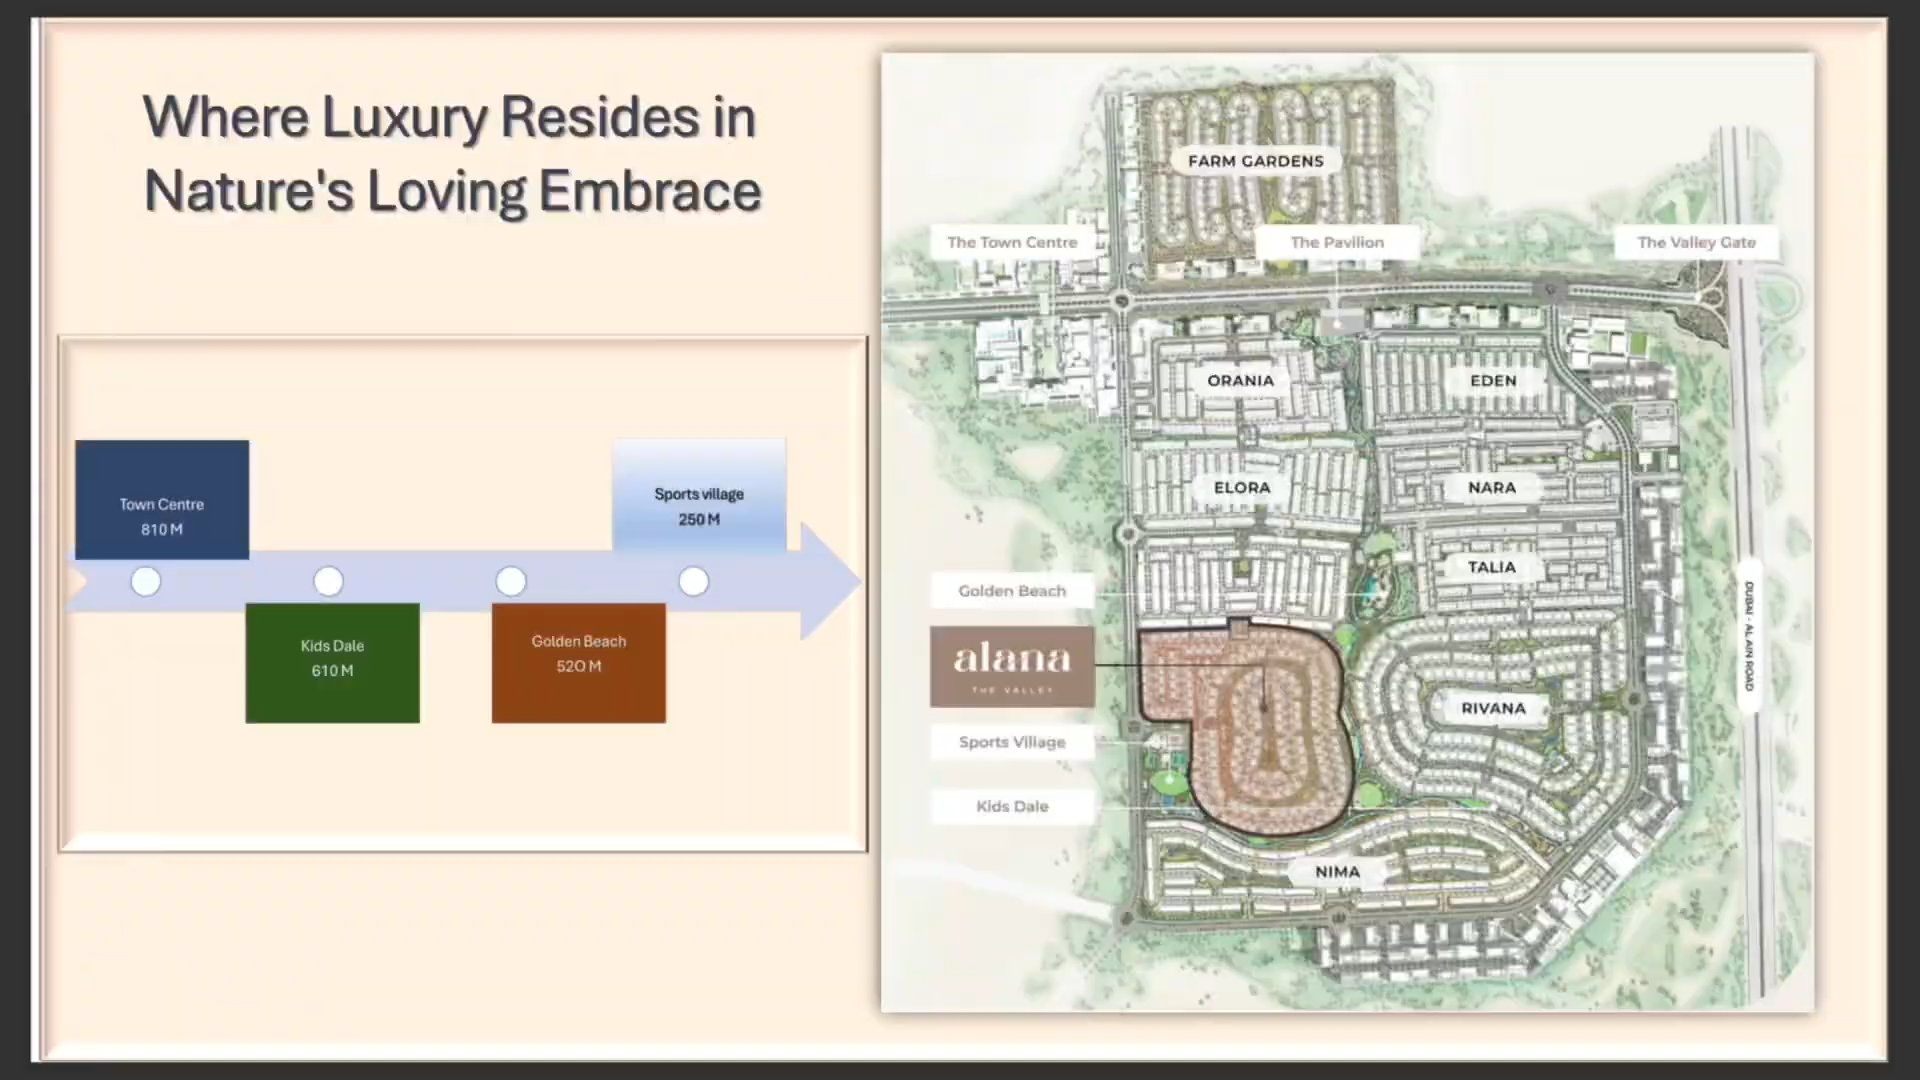 Where Luxury Resides in
Nature's Loving Embrace
Town Centre
810 M
Kids Dale
610 M
Golden Beach
520 M
Sports village
250 M
FARM GARDENS
The Town Centre
The Pavilion
The Valley Gate
ORANIA
EDEN
ELORA
NARA
TALIA
Golden Beach
alana
THE VALLEY
DUBAI - AL AIN ROAD
RIVANA
Sports Village
Kids Dale
NIMA